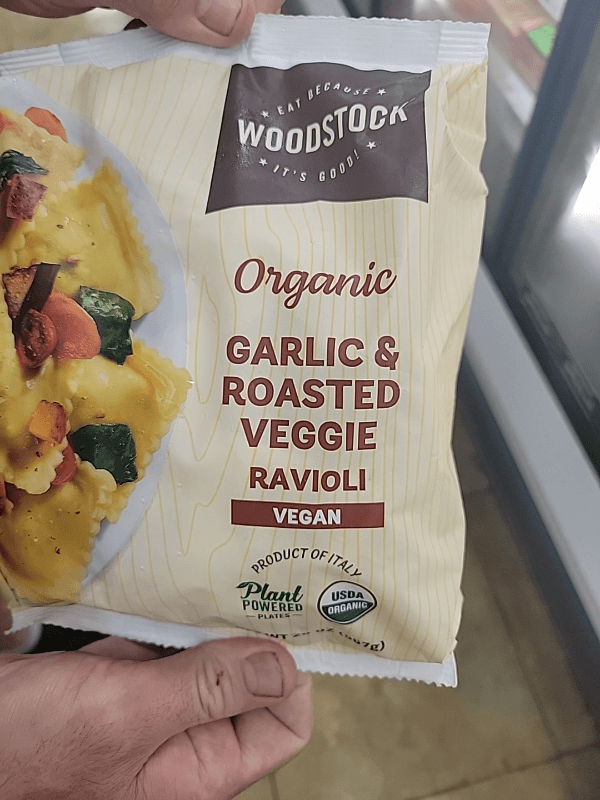 EAT BECAUSE
WOODSTOCK
IT'S GOOD!
Organic
GARLIC &
ROASTED
VEGGIE
RAVIOLI
VEGAN
PRODUCT OF ITALY
Plant
POWERED
PLATES
USDA
ORGANIC
WT